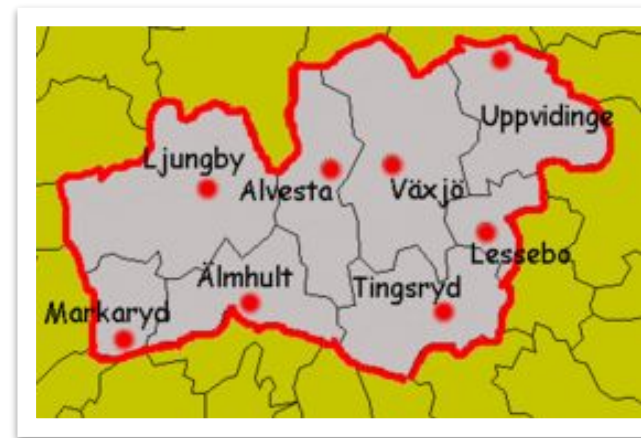 Uppvidinge
Ljungby
Alvesta
Växjö
Lessebo
Älmhult
Tingsryd
Markaryd